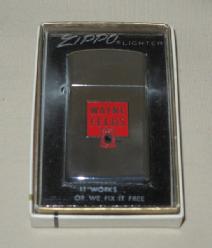 ZIPPO LIGHTER
WAYNE
FEEDS
IT WORKS
OR WE FIX IT FREE